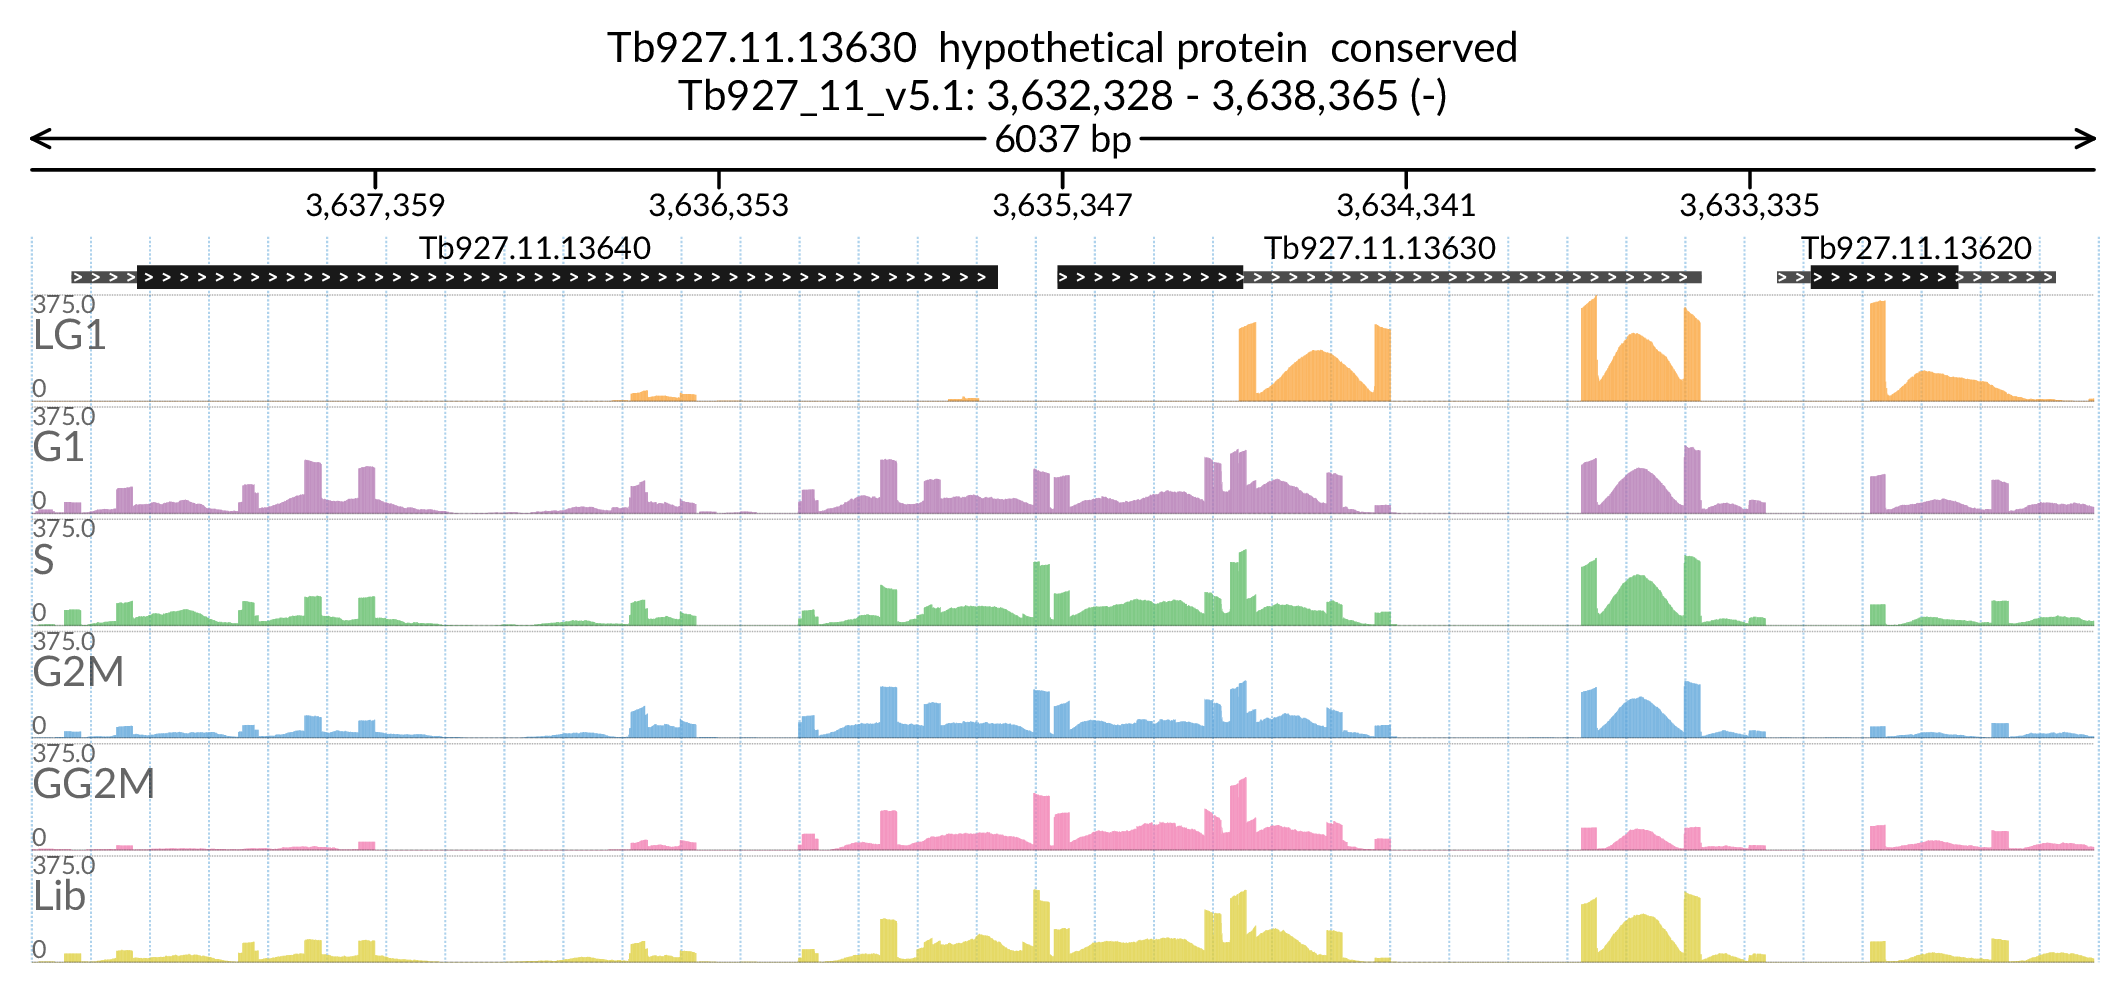 Tb927.11.13630 hypothetical protein conserved
Tb927_11_v5.1: 3,632,328 - 3,638,365 (-)
6037 bp
3,637,359 3,636,353 3,635,347 3,634,341 3,633,335
Tb927.11.13640 Tb927.11.13630 Tb927.11.13620
375.0
LG1
0
375.0
G1
0
375.0
S
0
375.0
G2M
0
375.0
GG2M
0
375.0
Lib
0